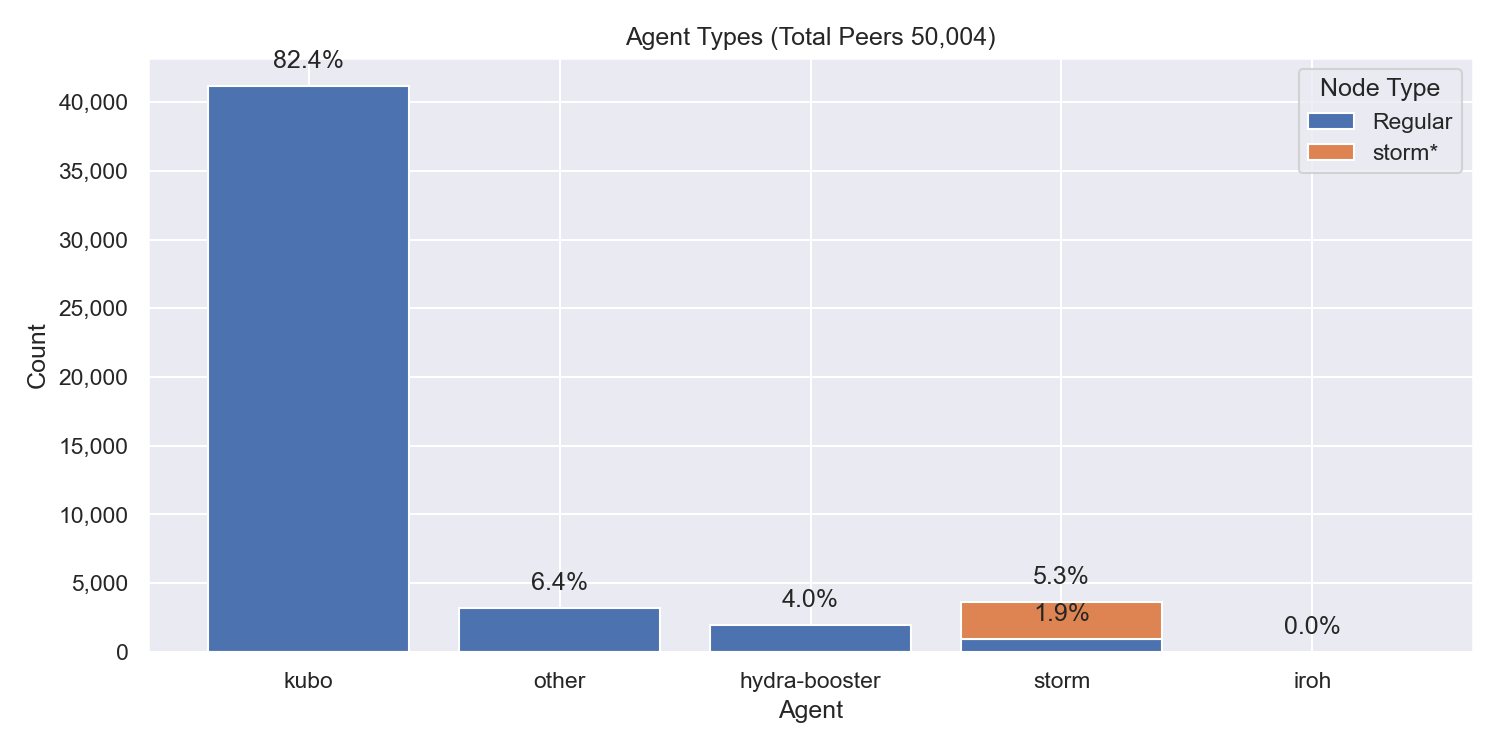 Agent Types (Total Peers 50,004)
82.4%
Node Type
Regular
storm*
40,000
35,000
30,000
25,000
20,000
15,000
10,000
5,000
0
Count
6.4%
4.0%
5.3%
1.9%
0.0%
kubo
other
hydra-booster
storm
iroh
Agent